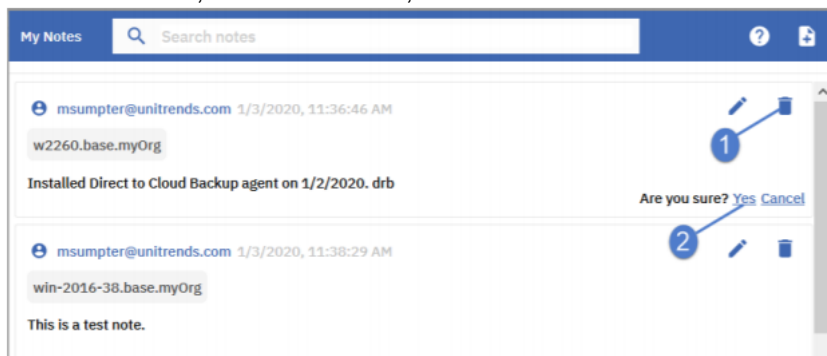 My Notes Search notes
msumpter@unitrends.com 1/3/2020, 11:36:46 AM
1
w2260.base.myOrg
Installed Direct to Cloud Backup agent on 1/2/2020. drb
Are you sure? Yes Cancel
2
msumpter@unitrends.com 1/3/2020, 11:38:29 AM
win-2016-38.base.myOrg
This is a test note.